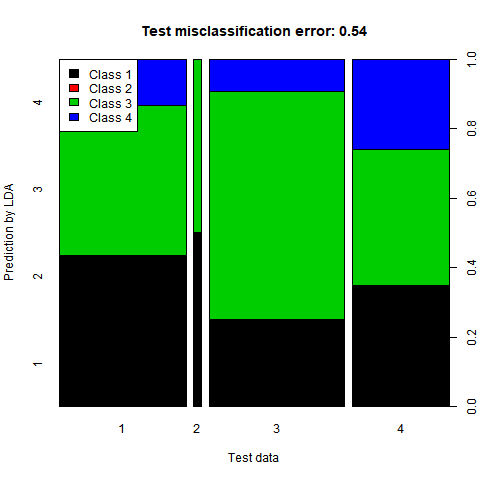 Test misclassification error: 0.54
Class 1
Class 2
Class 3
Class 4
Prediction by LDA
4
3
2
1
1.0
0.8
0.6
0.4
0.2
0.0
1 2 3 4
Test data